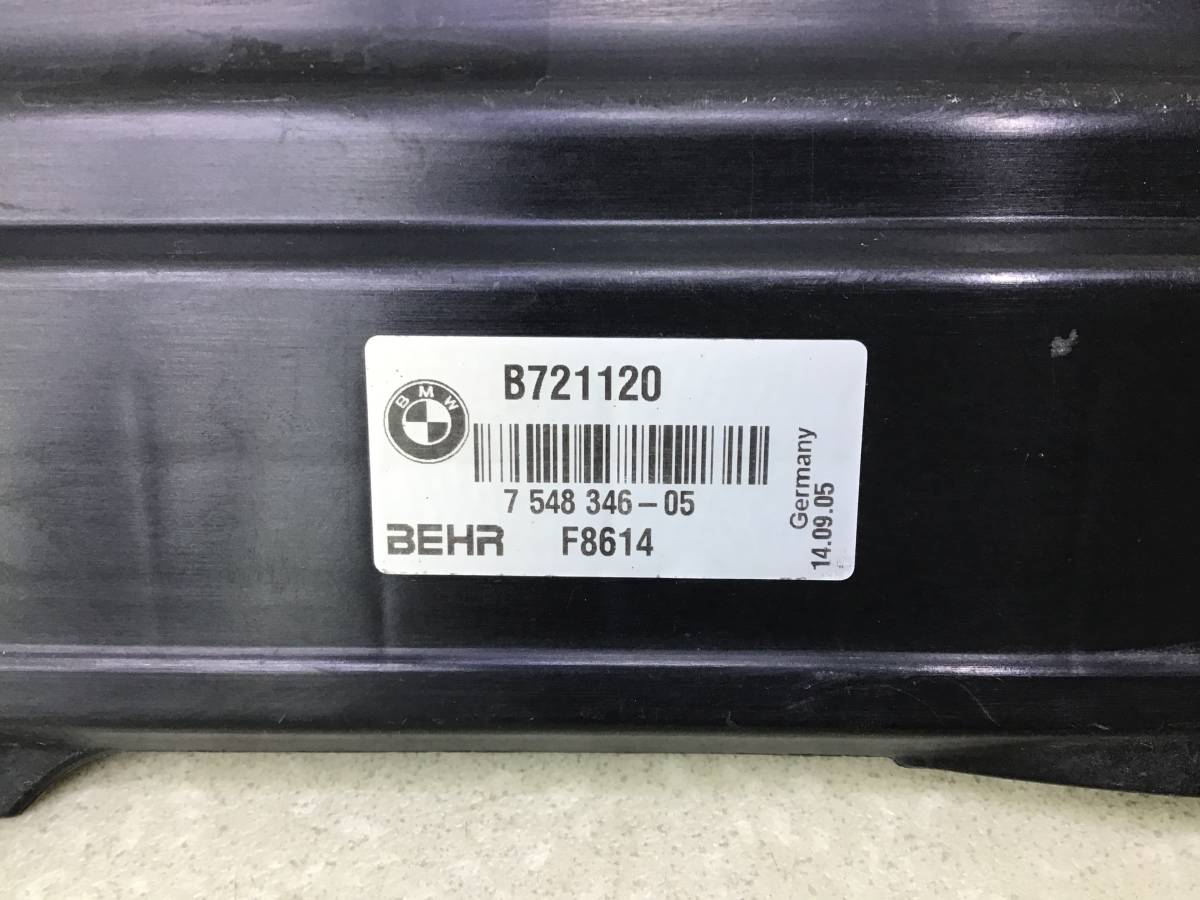 B721120
BMW
7 548 346-05
BEHR F8614
Germany
14.09.05